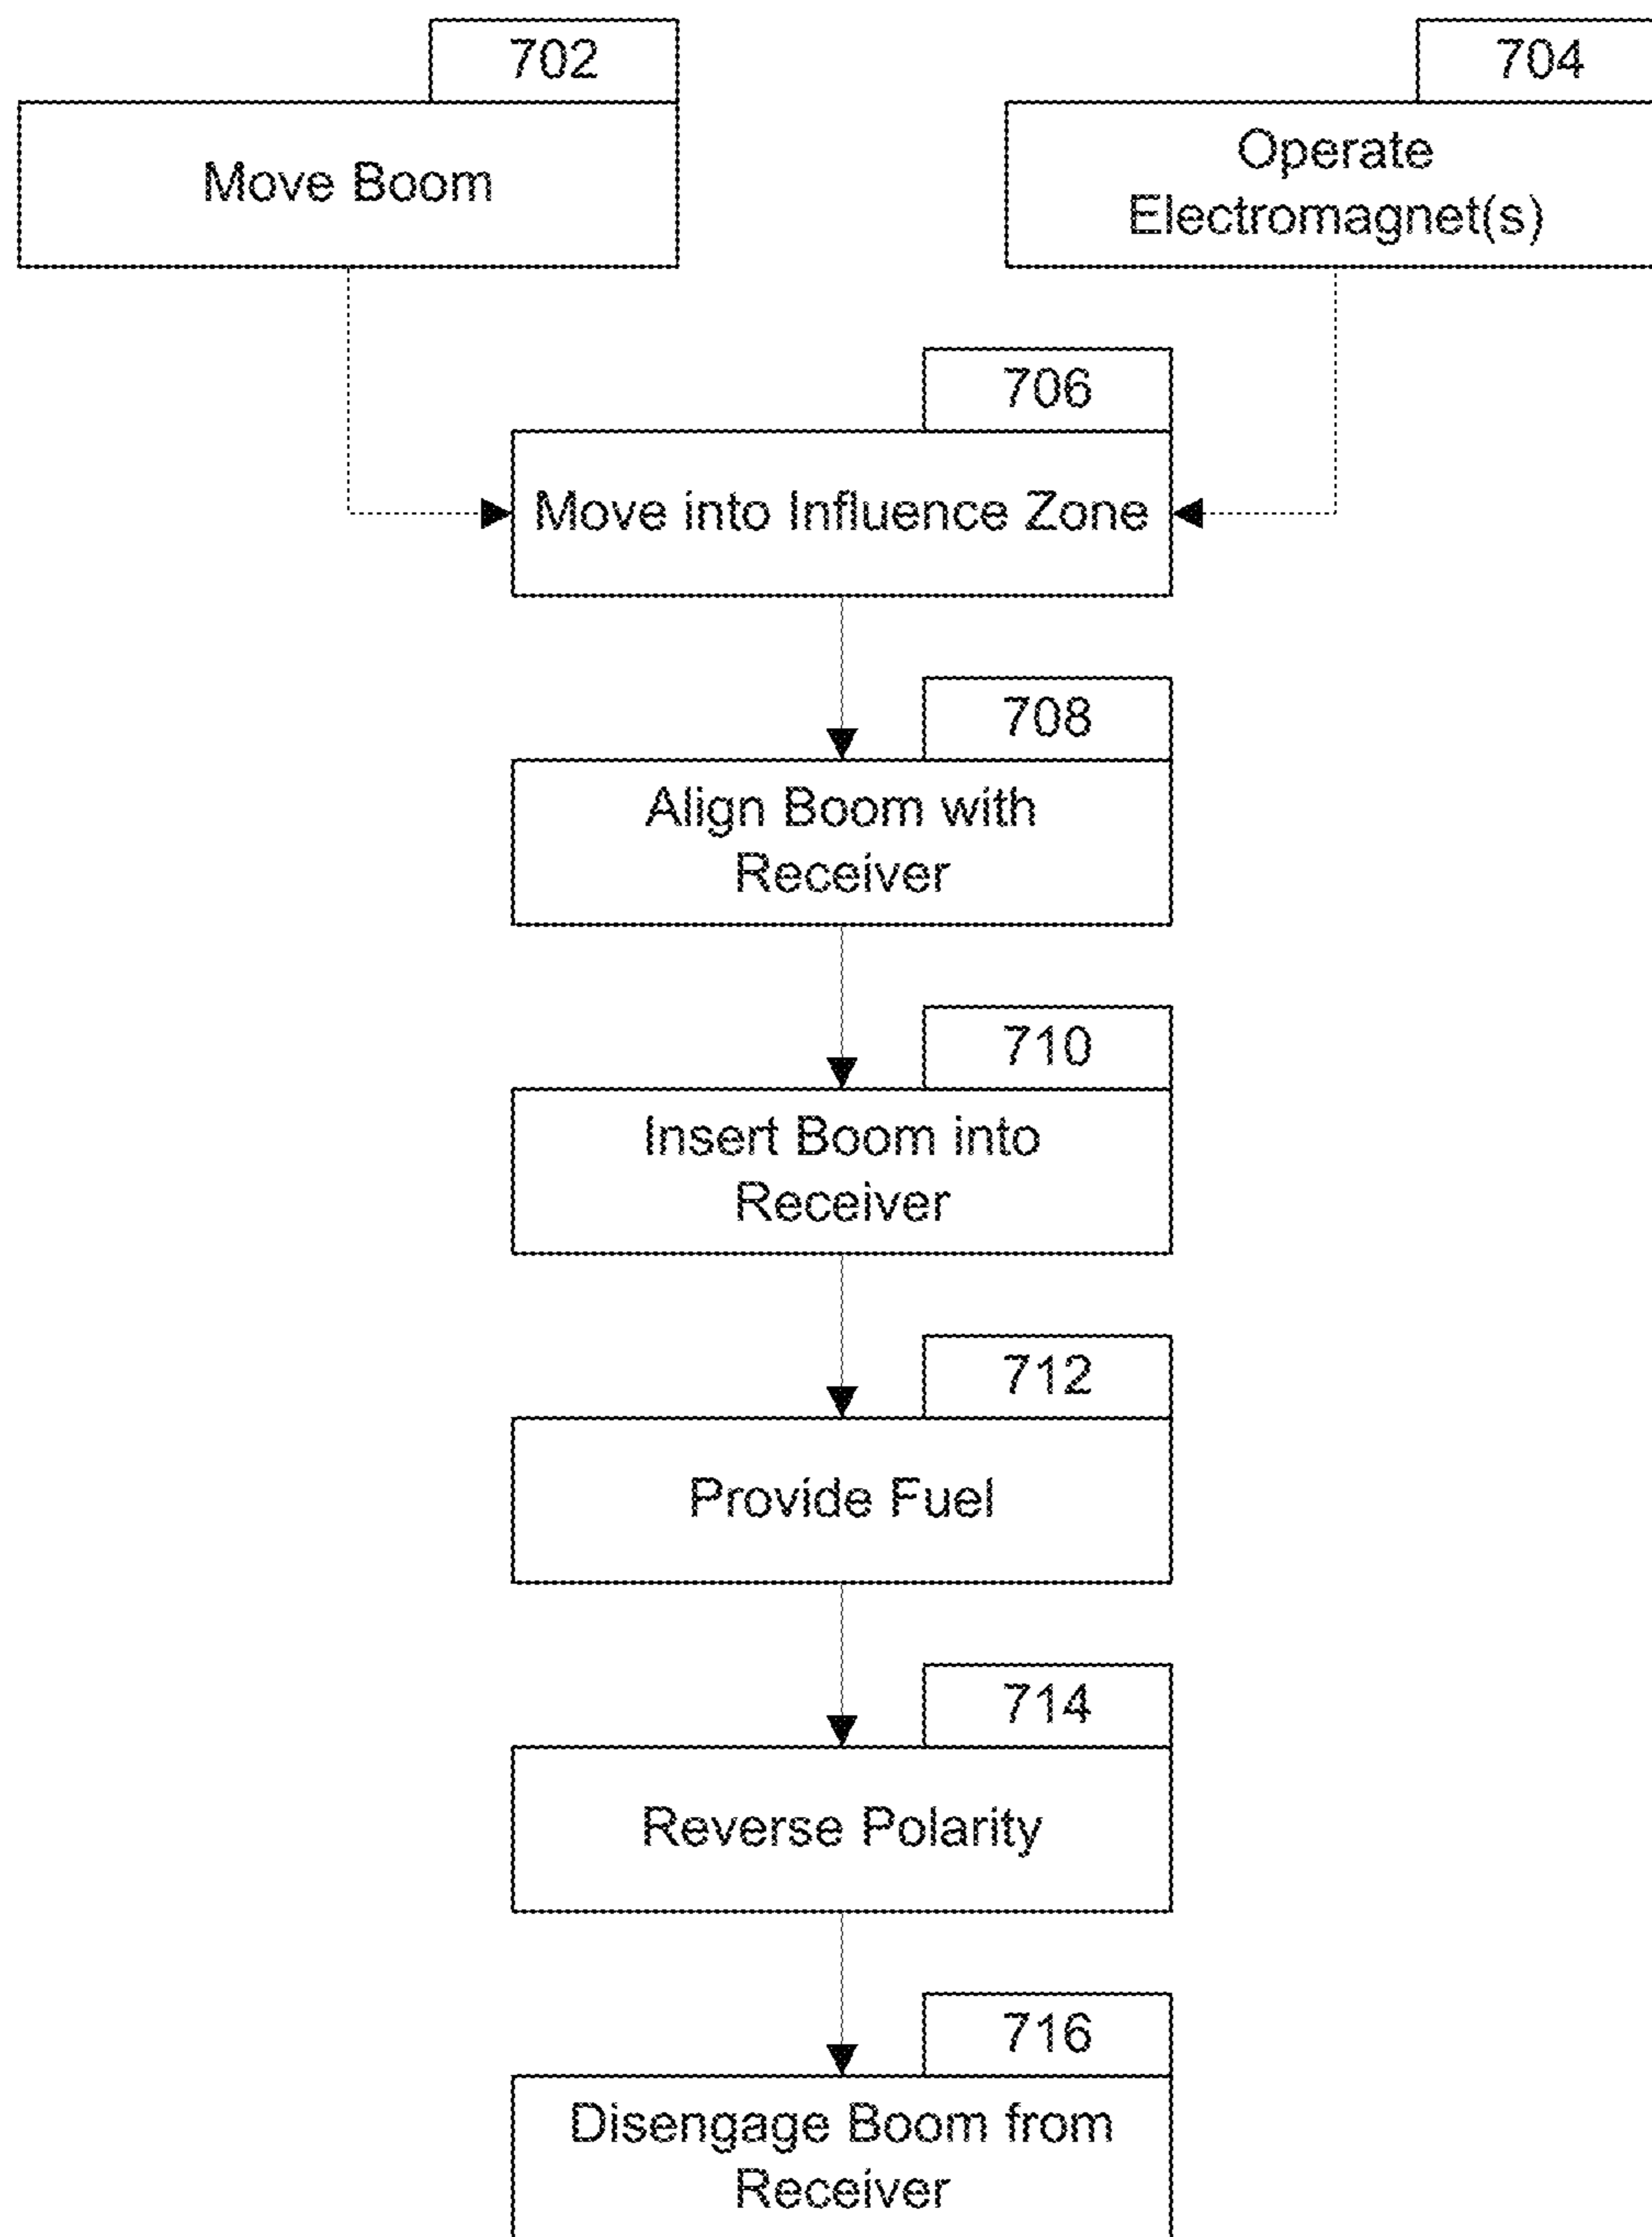 702
Move Boom
704
Operate
Electromagnet(s)
706
Move into Influence Zone
708
Align Boom with
Receiver
710
Insert Boom into
Receiver
712
Provide Fuel
714
Reverse Polarity
716
Disengage Boom from
Receiver